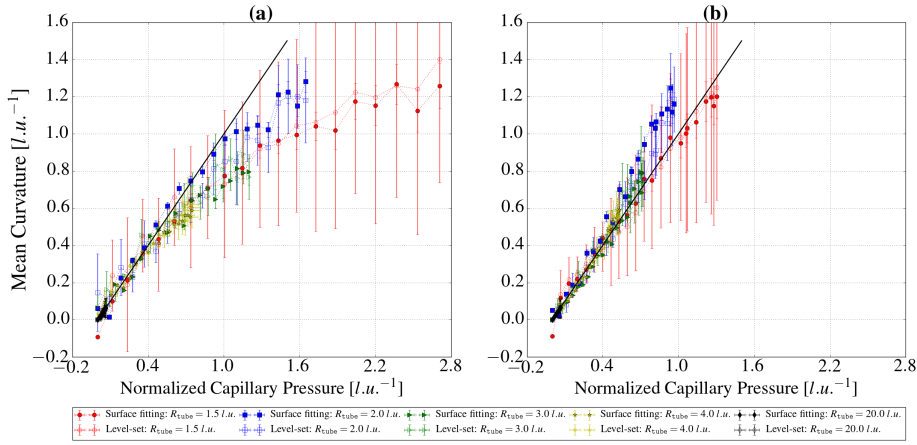 (a)
(b)
1.6 1.6
1.4 1.4
1.2 1.2
1.0 1.0
0.8 0.8
0.6 0.6
0.4 0.4
0.2 0.2
0.0 0.0
−0.2 −0.2
Mean Curvature [l.u.⁻¹]
−0.2 0.4 1.0 1.6 2.2 2.8
−0.2 0.4 1.0 1.6 2.2 2.8
Normalized Capillary Pressure [l.u.⁻¹]
Normalized Capillary Pressure [l.u.⁻¹]
Surface fitting: R_tube = 1.5 l.u. Surface fitting: R_tube = 2.0 l.u. Surface fitting: R_tube = 3.0 l.u. Surface fitting: R_tube = 4.0 l.u. Surface fitting: R_tube = 20.0 l.u.
Level-set: R_tube = 1.5 l.u. Level-set: R_tube = 2.0 l.u. Level-set: R_tube = 3.0 l.u. Level-set: R_tube = 4.0 l.u. Level-set: R_tube = 20.0 l.u.